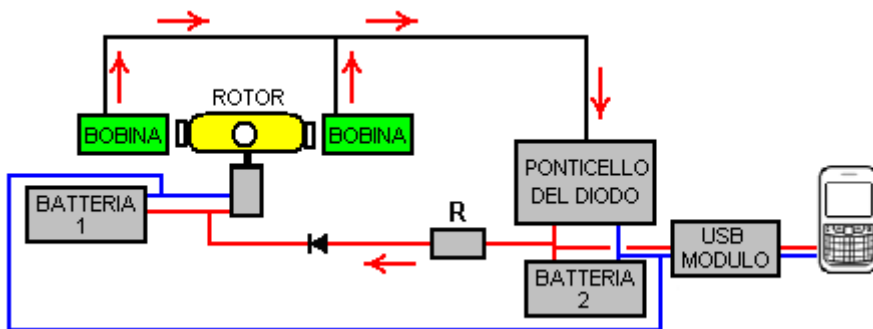 ROTOR
BOBINA
BOBINA
PONTICELLO
DEL DIODO
BATTERIA
1
R
USB
MODULO
BATTERIA
2